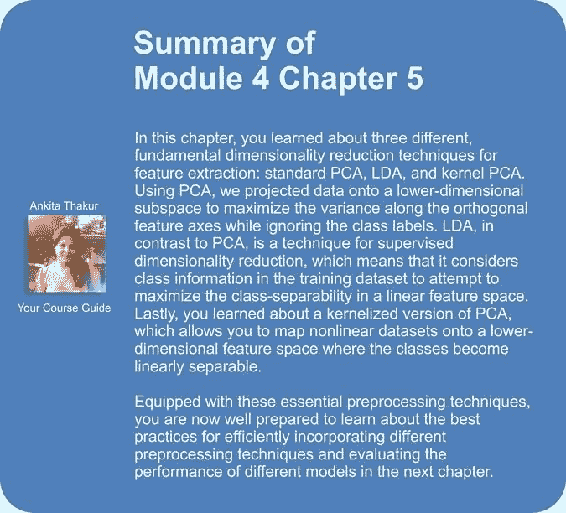 Summary of
Module 4 Chapter 5
In this chapter, you learned about three different,
fundamental dimensionality reduction techniques for
feature extraction: standard PCA, LDA, and kernel PCA.
Using PCA, we projected data onto a lower-dimensional
subspace to maximize the variance along the orthogonal
feature axes while ignoring the class labels. LDA, in
contrast to PCA, is a technique for supervised
dimensionality reduction, which means that it considers
class information in the training dataset to attempt to
maximize the class-separability in a linear feature space.
Lastly, you learned about a kernelized version of PCA,
which allows you to map nonlinear datasets onto a lower-
dimensional feature space where the classes become
linearly separable.
Equipped with these essential preprocessing techniques,
you are now well prepared to learn about the best
practices for efficiently incorporating different
preprocessing techniques and evaluating the
performance of different models in the next chapter.
Ankita Thakur
Your Course Guide